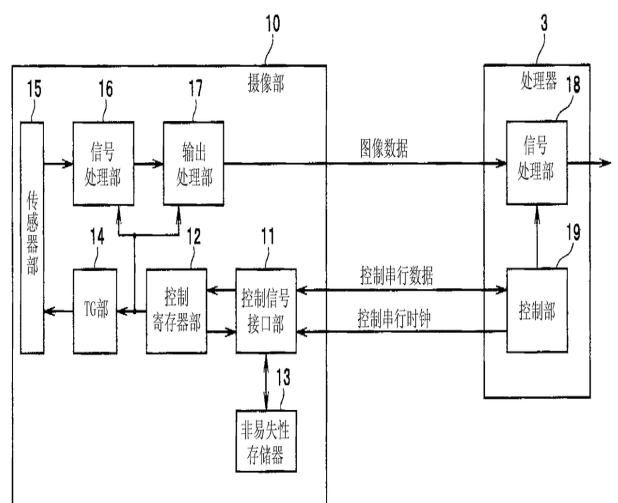 10
3
摄像部
处理器
15
16
17
18
信号
处理部
输出
处理部
图像数据
信号
处理部
传感器部
14
12
11
19
TG部
控制
寄存器部
控制信号
接口部
控制串行数据
控制串行时钟
控制部
13
非易失性
存储器